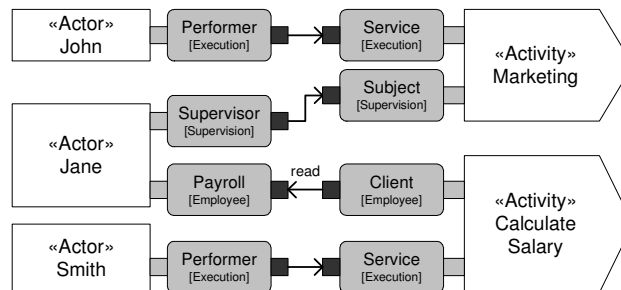 «Actor»
John
Performer
[Execution]
Service
[Execution]
«Activity»
Marketing
Supervisor
[Supervision]
Subject
[Supervision]
«Actor»
Jane
Payroll
[Employee]
read
Client
[Employee]
«Activity»
Calculate
Salary
«Actor»
Smith
Performer
[Execution]
Service
[Execution]